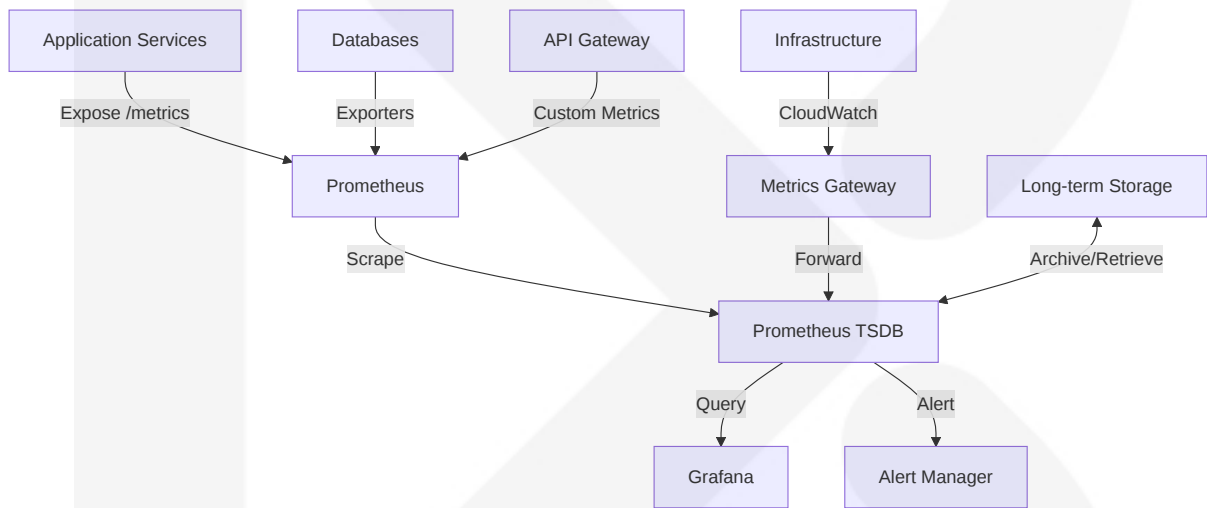 Application Services
Databases
API Gateway
Infrastructure
Expose /metrics
Exporters
Custom Metrics
CloudWatch
Prometheus
Metrics Gateway
Long-term Storage
Scrape
Forward
Archive/Retrieve
Prometheus TSDB
Query
Alert
Grafana
Alert Manager